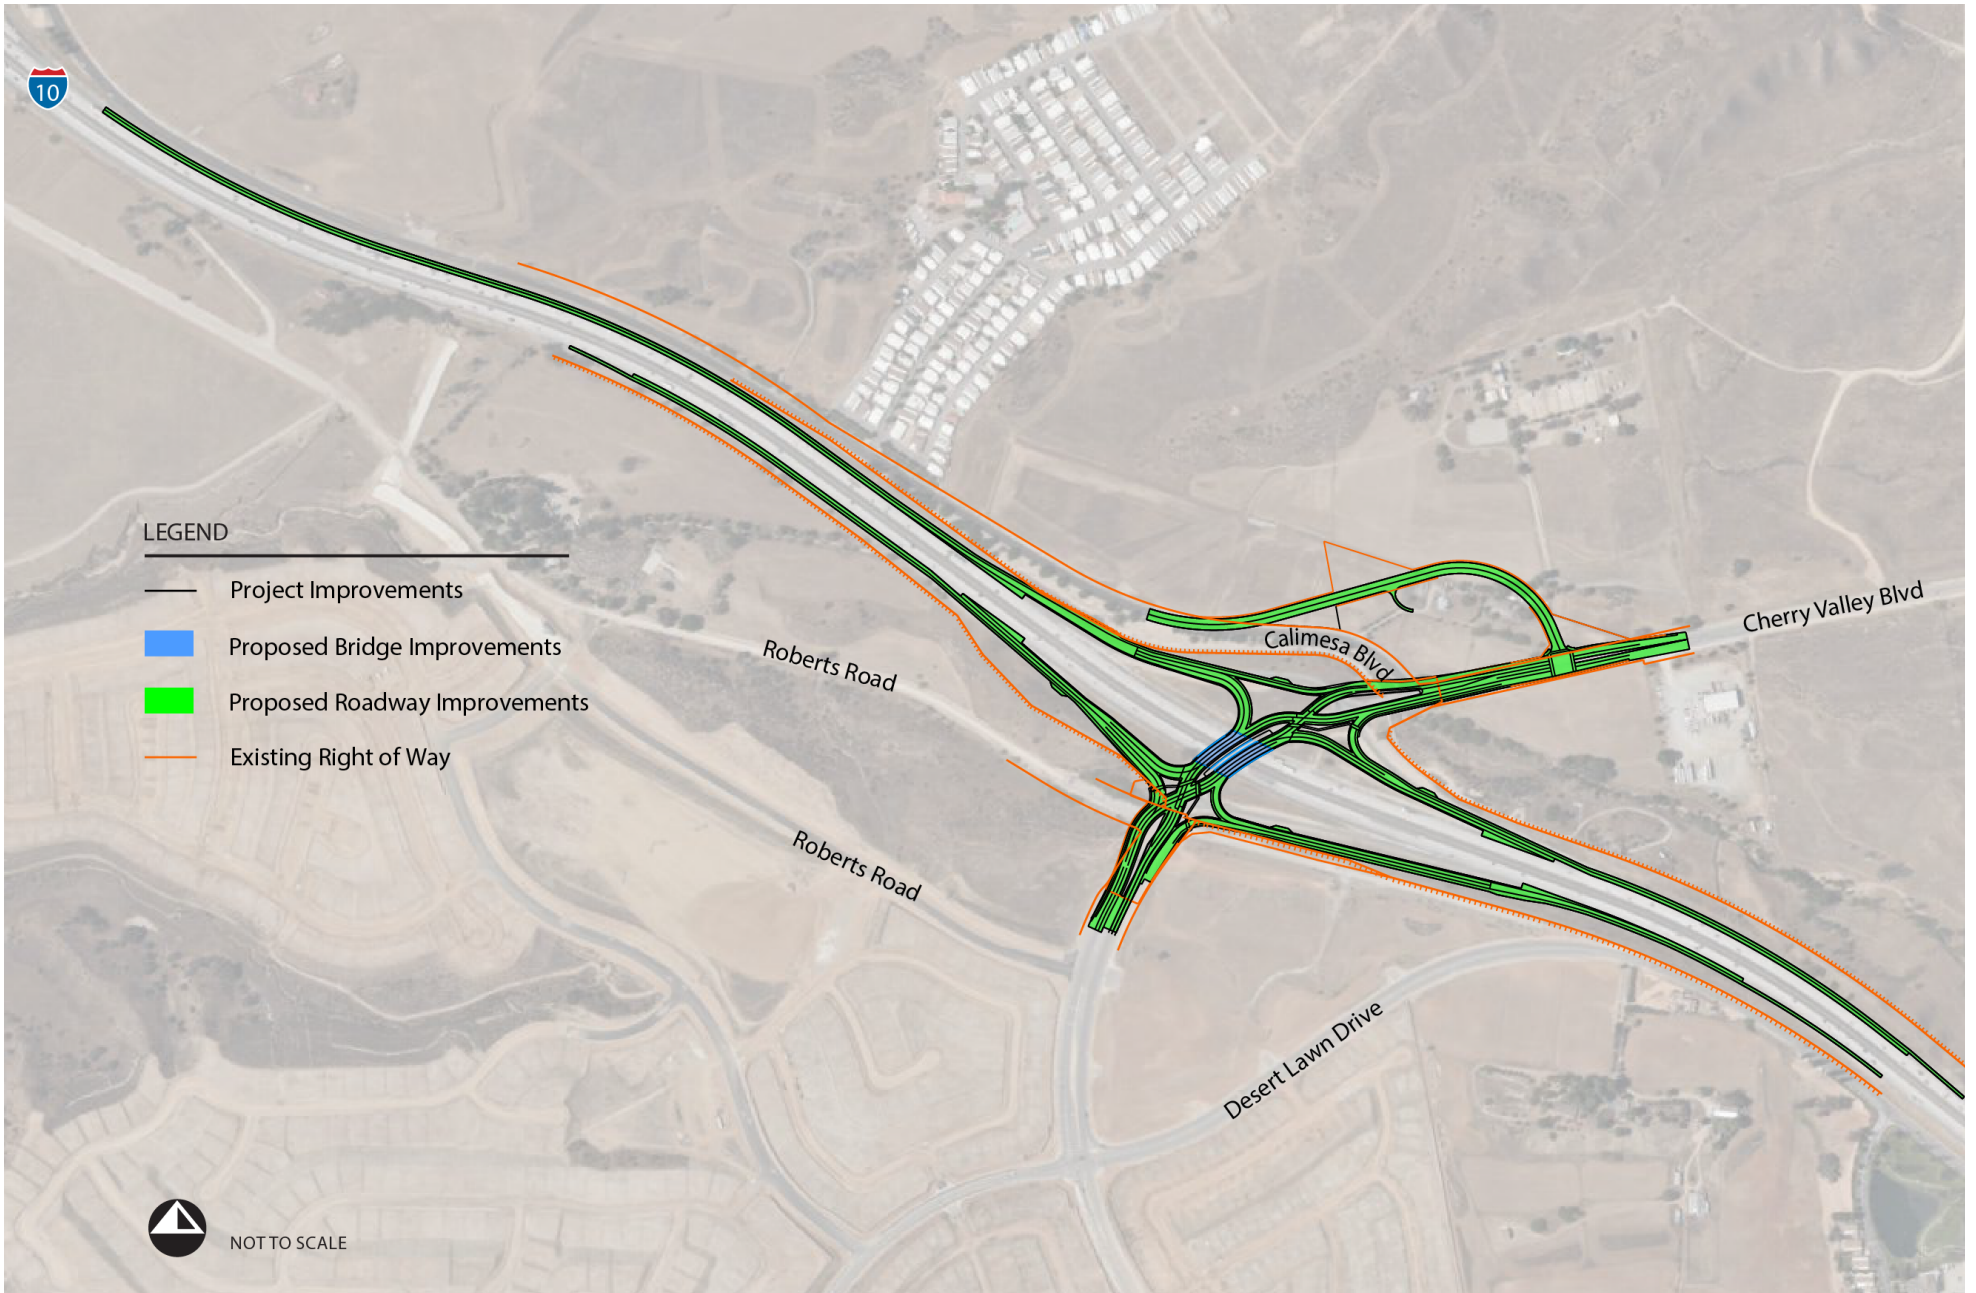 10
Cherry Valley Blvd
Calimesa Blvd
Roberts Road
Roberts Road
Desert Lawn Drive
LEGEND
Project Improvements
Proposed Bridge Improvements
Proposed Roadway Improvements
Existing Right of Way
NOT TO SCALE